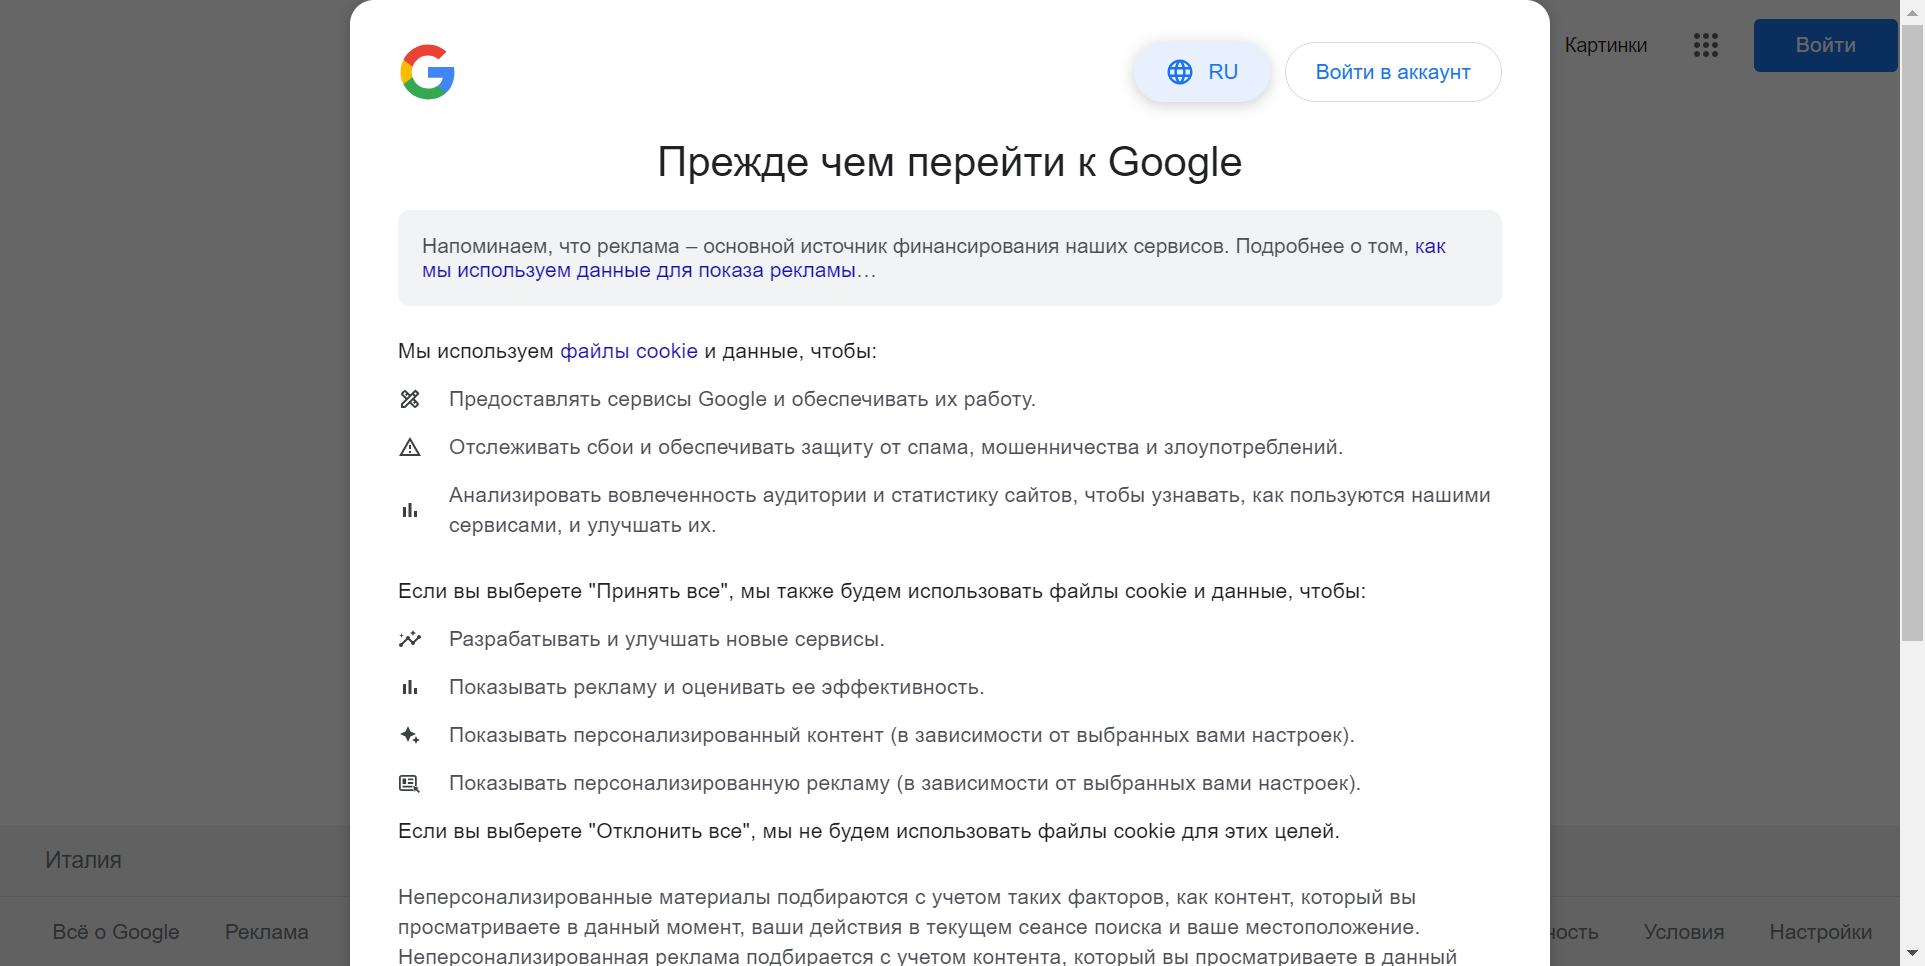 Картинки
Войти
RU
Войти в аккаунт
Прежде чем перейти к Google
Напоминаем, что реклама – основной источник финансирования наших сервисов. Подробнее о том, как
мы используем данные для показа рекламы…
Мы используем файлы cookie и данные, чтобы:
Предоставлять сервисы Google и обеспечивать их работу.
Отслеживать сбои и обеспечивать защиту от спама, мошенничества и злоупотреблений.
Анализировать вовлеченность аудитории и статистику сайтов, чтобы узнавать, как пользуются нашими
сервисами, и улучшать их.
Если вы выберете "Принять все", мы также будем использовать файлы cookie и данные, чтобы:
Разрабатывать и улучшать новые сервисы.
Показывать рекламу и оценивать ее эффективность.
Показывать персонализированный контент (в зависимости от выбранных вами настроек).
Показывать персонализированную рекламу (в зависимости от выбранных вами настроек).
Если вы выберете "Отклонить все", мы не будем использовать файлы cookie для этих целей.
Неперсонализированные материалы подбираются с учетом таких факторов, как контент, который вы
просматриваете в данный момент, ваши действия в текущем сеансе поиска и ваше местоположение.
Неперсонализированная реклама подбирается с учетом контента, который вы просматриваете в данный
Италия
Всё о Google
Реклама
Условия
Настройки